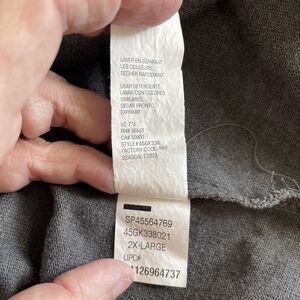 LAVER EN SEPARANT
LES COULEURS.
SECHER RAPIDEMENT
USAR DETERGENTE,
LAVAR CON COLORES
SIMILARES.
SECAR PRONTO
EXPRIMIR
RN# 36543
CA# 50900
STYLE# 45GK338
FACTORY CODE:
SEASON: F2021
SP45564769
45GK338021
2X-LARGE
UPC#
1126964737